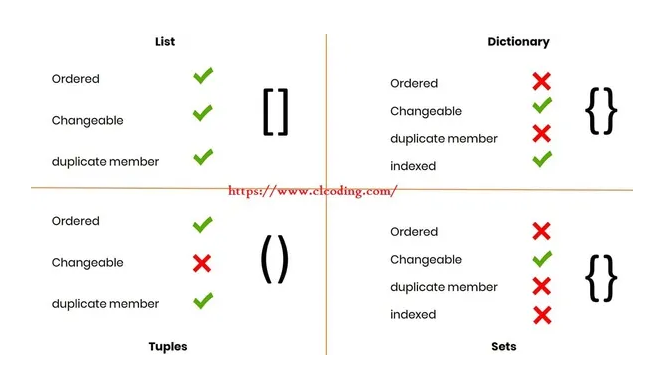 List
Ordered
Changeable
duplicate member
[]
Dictionary
Ordered
Changeable
duplicate member
indexed
{}
https://www.clcoding.com/
Ordered
Changeable
duplicate member
()
Tuples
Ordered
Changeable
duplicate member
indexed
{}
Sets